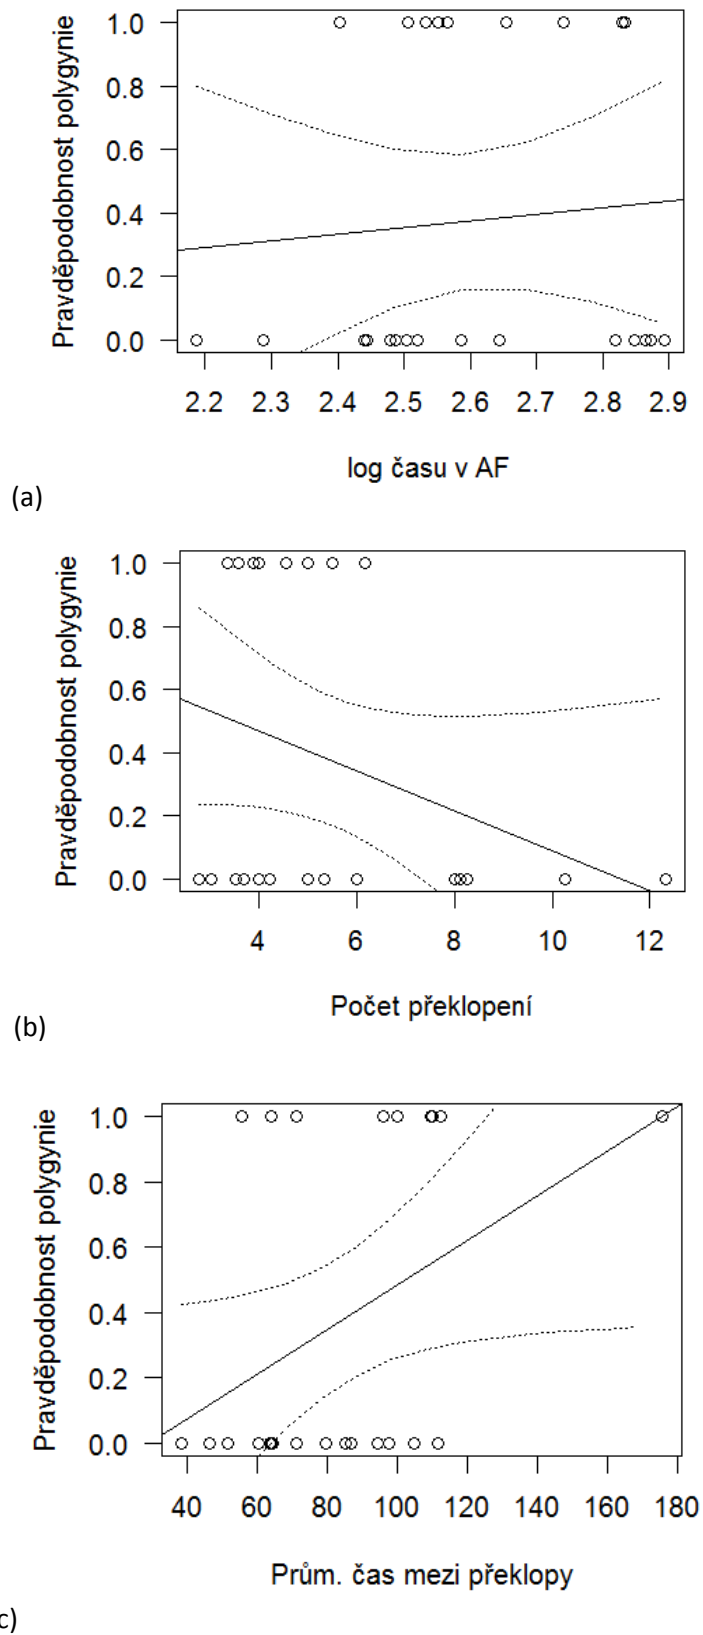 Pravděpodobnost polygynie
1.0
0.8
0.6
0.4
0.2
0.0
2.2 2.3 2.4 2.5 2.6 2.7 2.8 2.9
log času v AF
(a)
Pravděpodobnost polygynie
1.0
0.8
0.6
0.4
0.2
0.0
4 6 8 10 12
Počet překlopení
(b)
Pravděpodobnost polygynie
1.0
0.8
0.6
0.4
0.2
0.0
40 60 80 100 120 140 160 180
Prům. čas mezi překlopy
c)